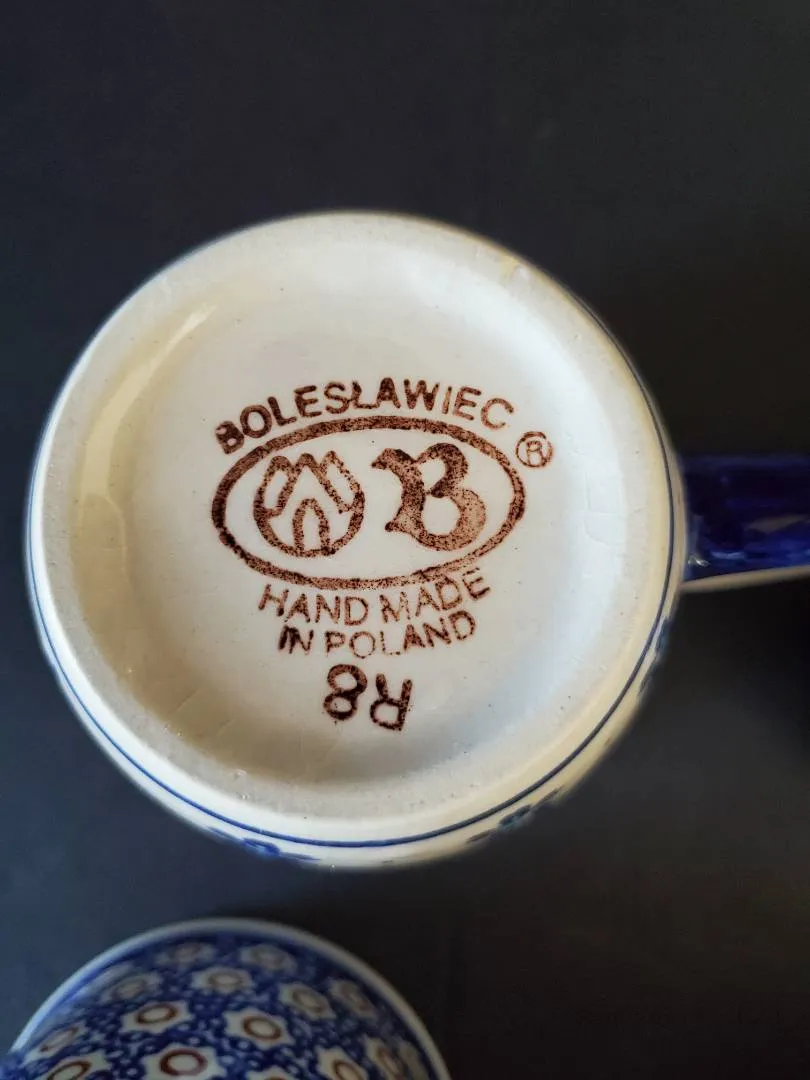 BOLESŁAWIEC
®
B
HAND MADE
IN POLAND
R8